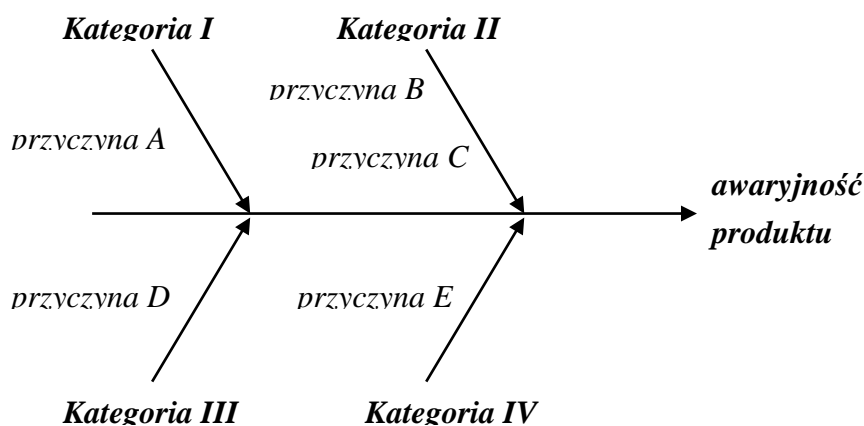 Kategoria I
Kategoria II
przyczyna B
przyczyna A
przyczyna C
awaryjność
produktu
przyczyna D
przyczyna E
Kategoria III
Kategoria IV